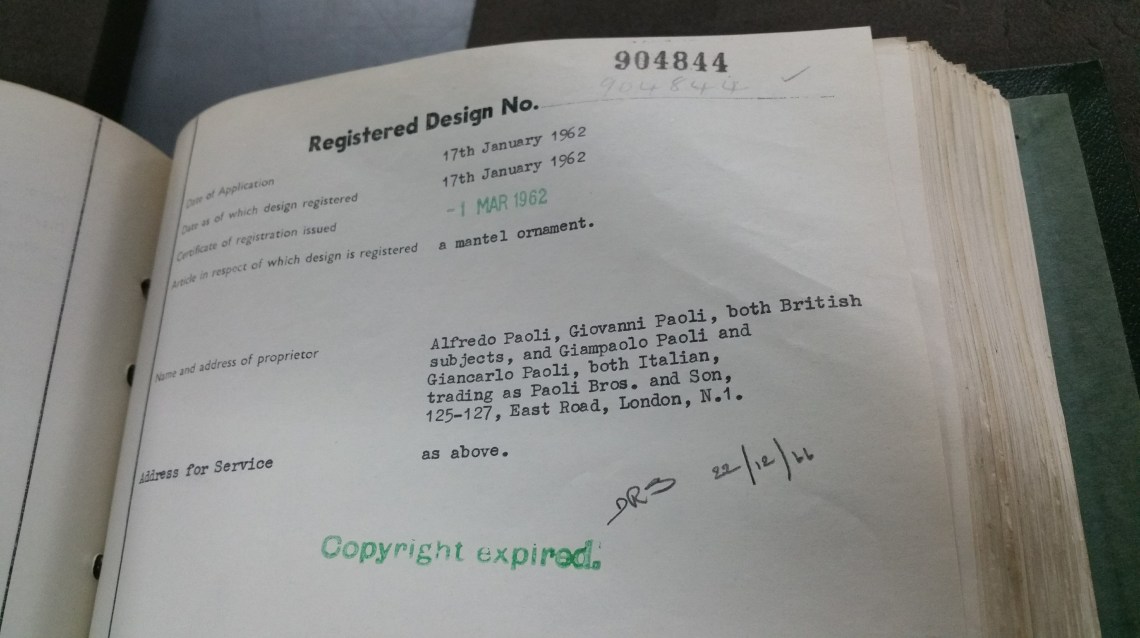 904844
904844
Registered Design No.
Date of Application 17th January 1962
Date as of which design registered 17th January 1962
Certificate of registration issued -1 MAR 1962
Article in respect of which design is registered a mantel ornament.
Name and address of proprietor Alfredo Paoli, Giovanni Paoli, both British
subjects, and Giampaolo Paoli and
Giancarlo Paoli, both Italian,
trading as Paoli Bros. and Son,
125-127, East Road, London, N.1.
Address for Service as above.
DRB 22/12/66
Copyright expired.